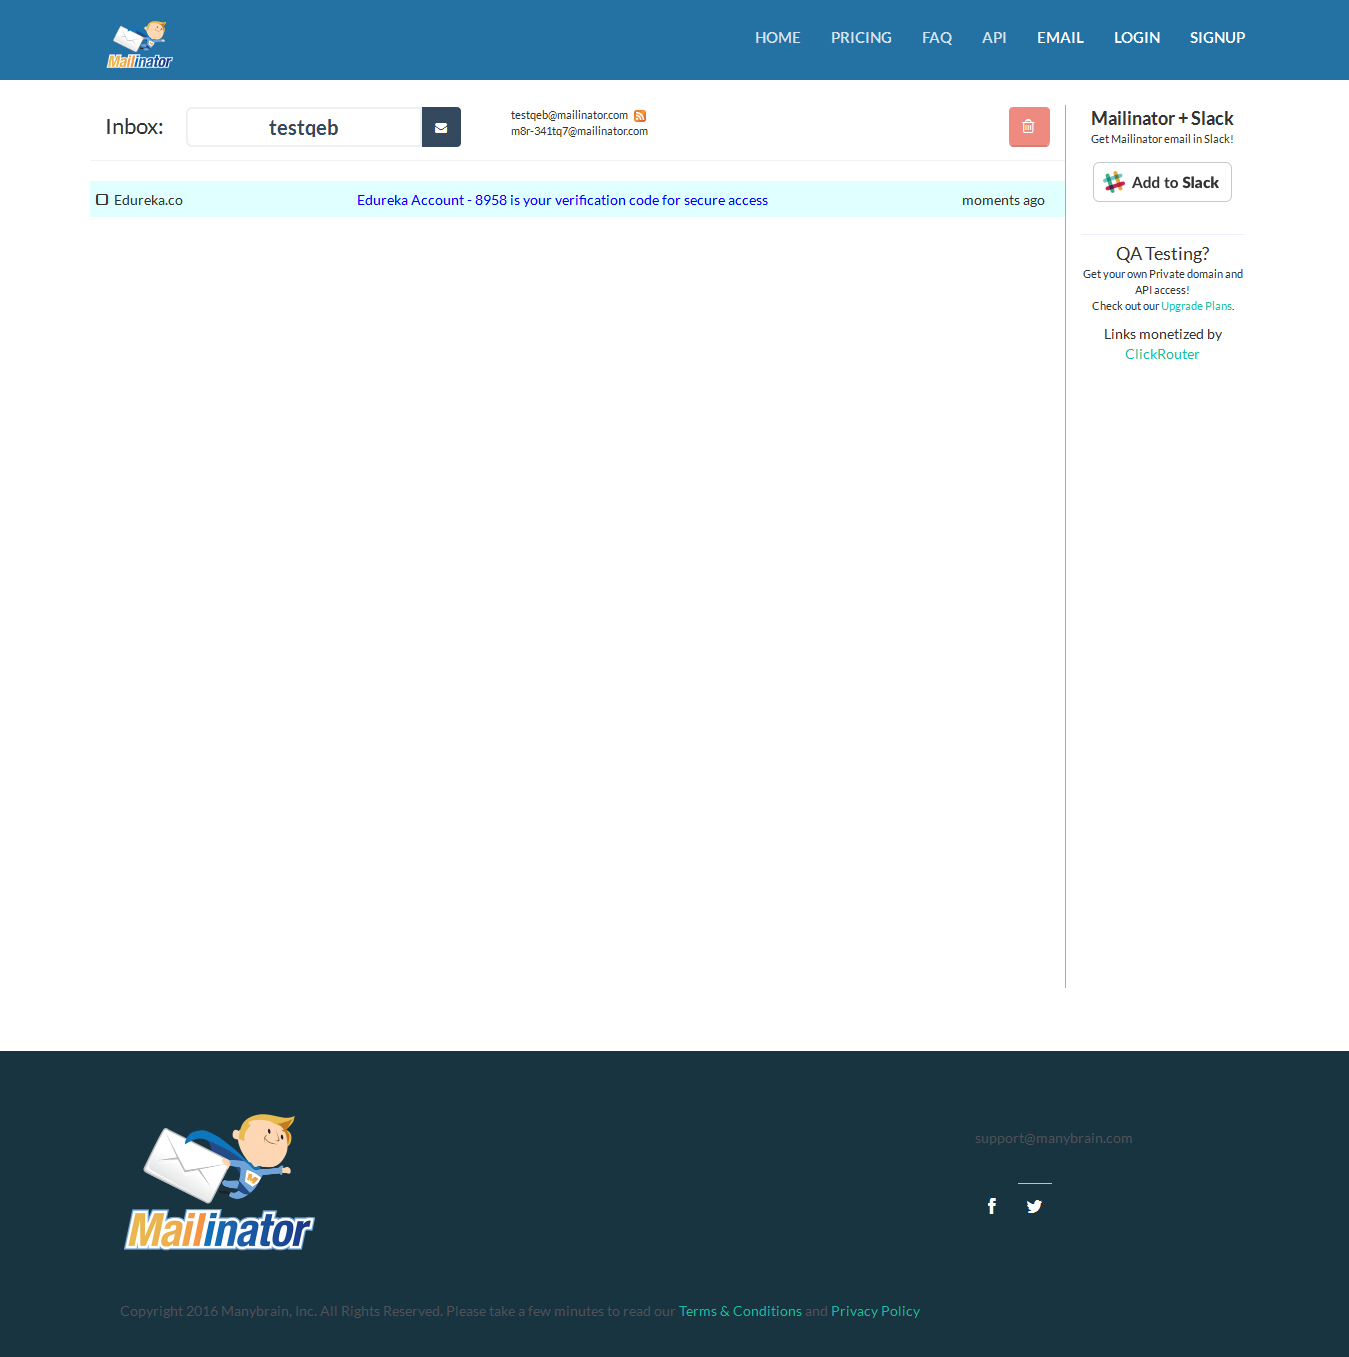 Mailinator
HOME PRICING FAQ API EMAIL LOGIN SIGNUP
Inbox:
testqeb
testqeb@mailinator.com
m8r-341tq7@mailinator.com
Edureka.co
Edureka Account - 8958 is your verification code for secure access
moments ago
Mailinator + Slack
Get Mailinator email in Slack!
Add to Slack
QA Testing?
Get your own Private domain and
API access!
Check out our Upgrade Plans.
Links monetized by
ClickRouter
M
Mailinator
support@manybrain.com
Copyright 2016 Manybrain, Inc. All Rights Reserved. Please take a few minutes to read our Terms & Conditions and Privacy Policy